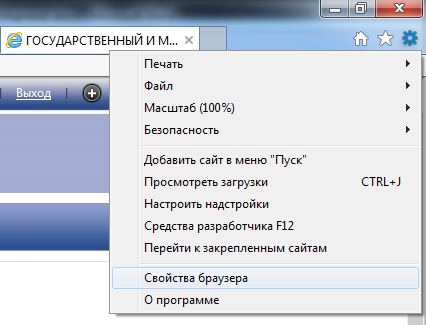 ГОСУДАРСТВЕННЫЙ И М...
Выход
Печать
Файл
Масштаб (100%)
Безопасность
Добавить сайт в меню "Пуск"
Просмотреть загрузки CTRL+J
Настроить надстройки
Средства разработчика F12
Перейти к закрепленным сайтам
Свойства браузера
О программе